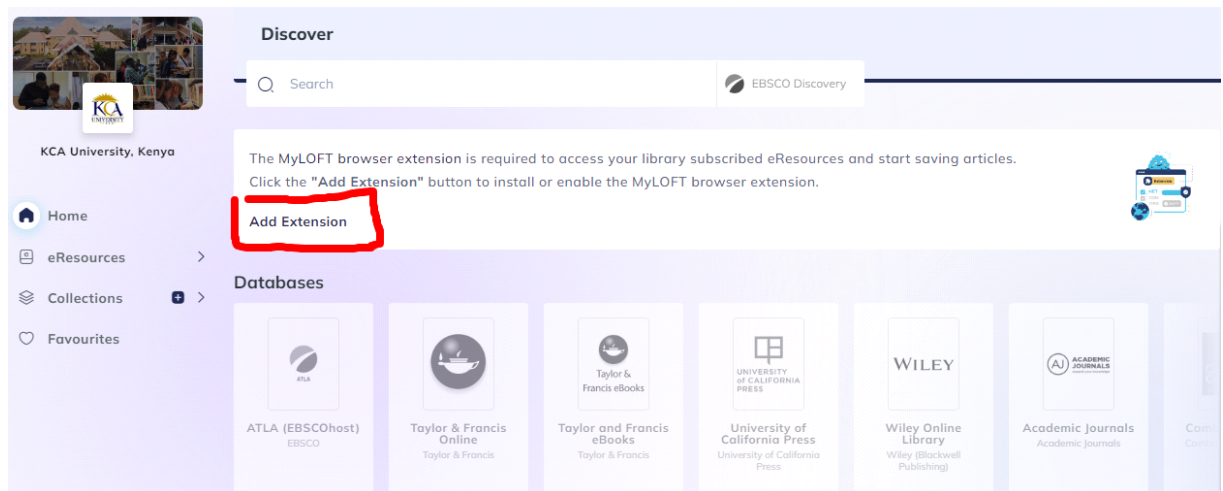 Discover
Search
EBSCO Discovery
KCA
UNIVERSITY
KCA University, Kenya
The MyLOFT browser extension is required to access your library subscribed eResources and start saving articles.
Click the "Add Extension" button to install or enable the MyLOFT browser extension.
Add Extension
Home
eResources
Collections
Favourites
Databases
ATLA
Taylor &
Francis eBooks
UNIVERSITY
of CALIFORNIA
PRESS
WILEY
AJ ACADEMIC
JOURNALS
ATLA (EBSCOhost)
EBSCO
Taylor & Francis
Online
Taylor & Francis
Taylor and Francis
eBooks
Taylor & Francis
University of
California Press
University of California
Press
Wiley Online
Library
Wiley (Blackwell
Publishing)
Academic Journals
Academic Journals